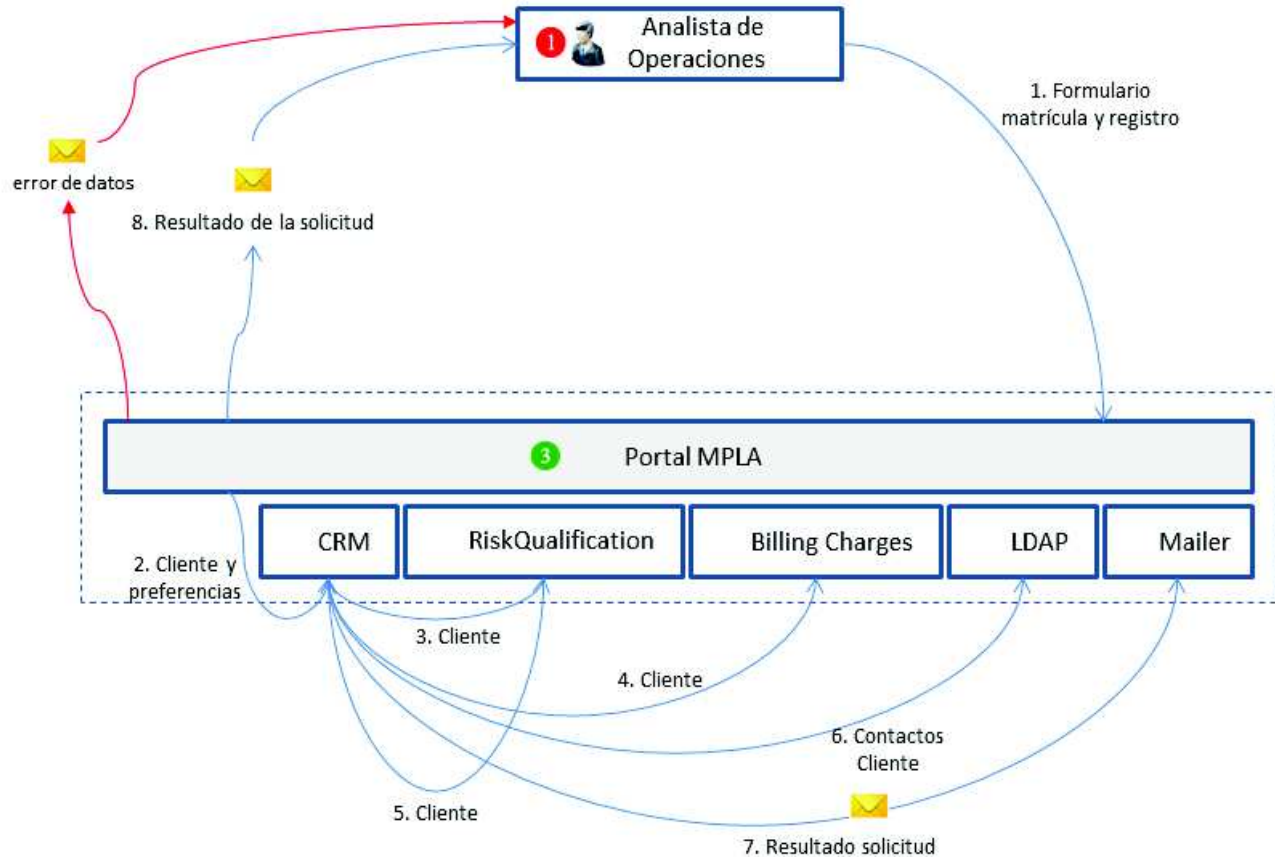 1
Analista de
Operaciones
1. Formulario
matrícula y registro
error de datos
8. Resultado de la solicitud
3
Portal MPLA
CRM
RiskQualification
Billing Charges
LDAP
Mailer
2. Cliente y
preferencias
3. Cliente
4. Cliente
6. Contactos
Cliente
5. Cliente
7. Resultado solicitud